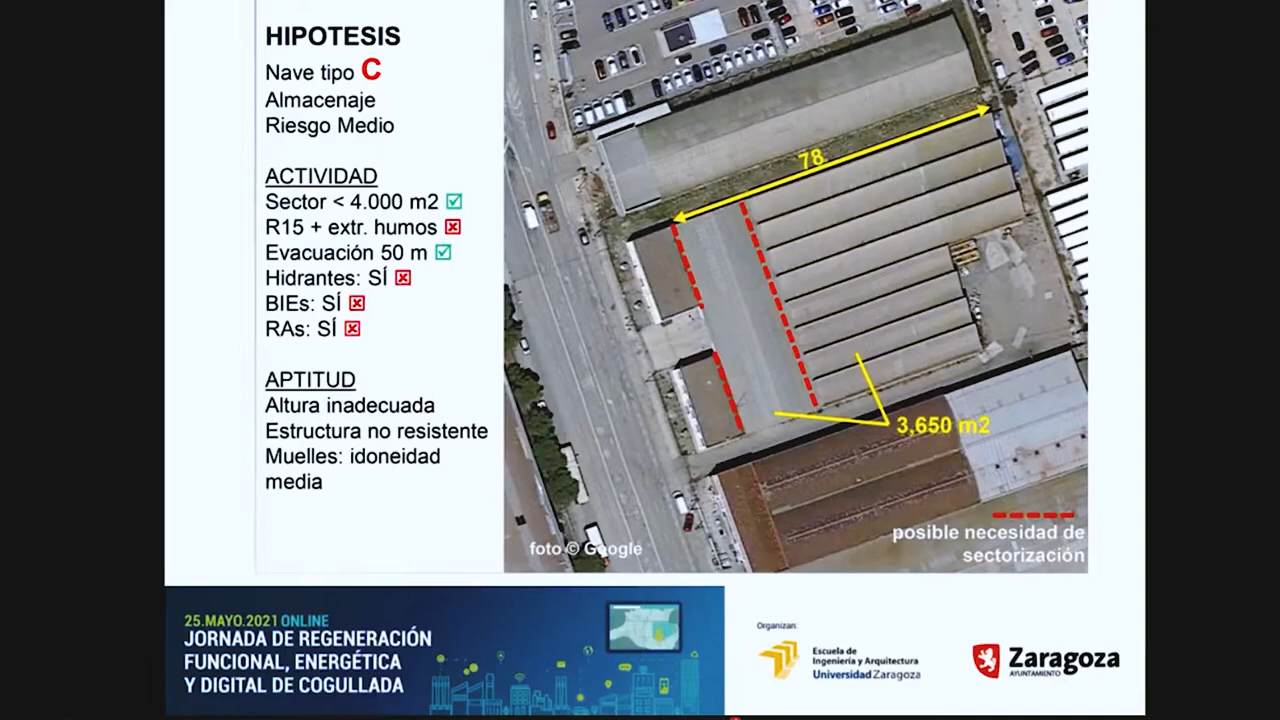 HIPOTESIS
Nave tipo C
Almacenaje
Riesgo Medio
ACTIVIDAD
Sector < 4.000 m2 ☑
R15 + extr. humos ☒
Evacuación 50 m ☑
Hidrantes: SÍ ☒
BIEs: SÍ ☒
RAs: SÍ ☒
APTITUD
Altura inadecuada
Estructura no resistente
Muelles: idoneidad
media
78
3,650 m2
posible necesidad de
sectorización
foto © Google
25.MAYO.2021 ONLINE
JORNADA DE REGENERACIÓN
FUNCIONAL, ENERGÉTICA
Y DIGITAL DE COGULLADA
Organizan:
Escuela de
Ingeniería y Arquitectura
Universidad Zaragoza
Zaragoza
AYUNTAMIENTO